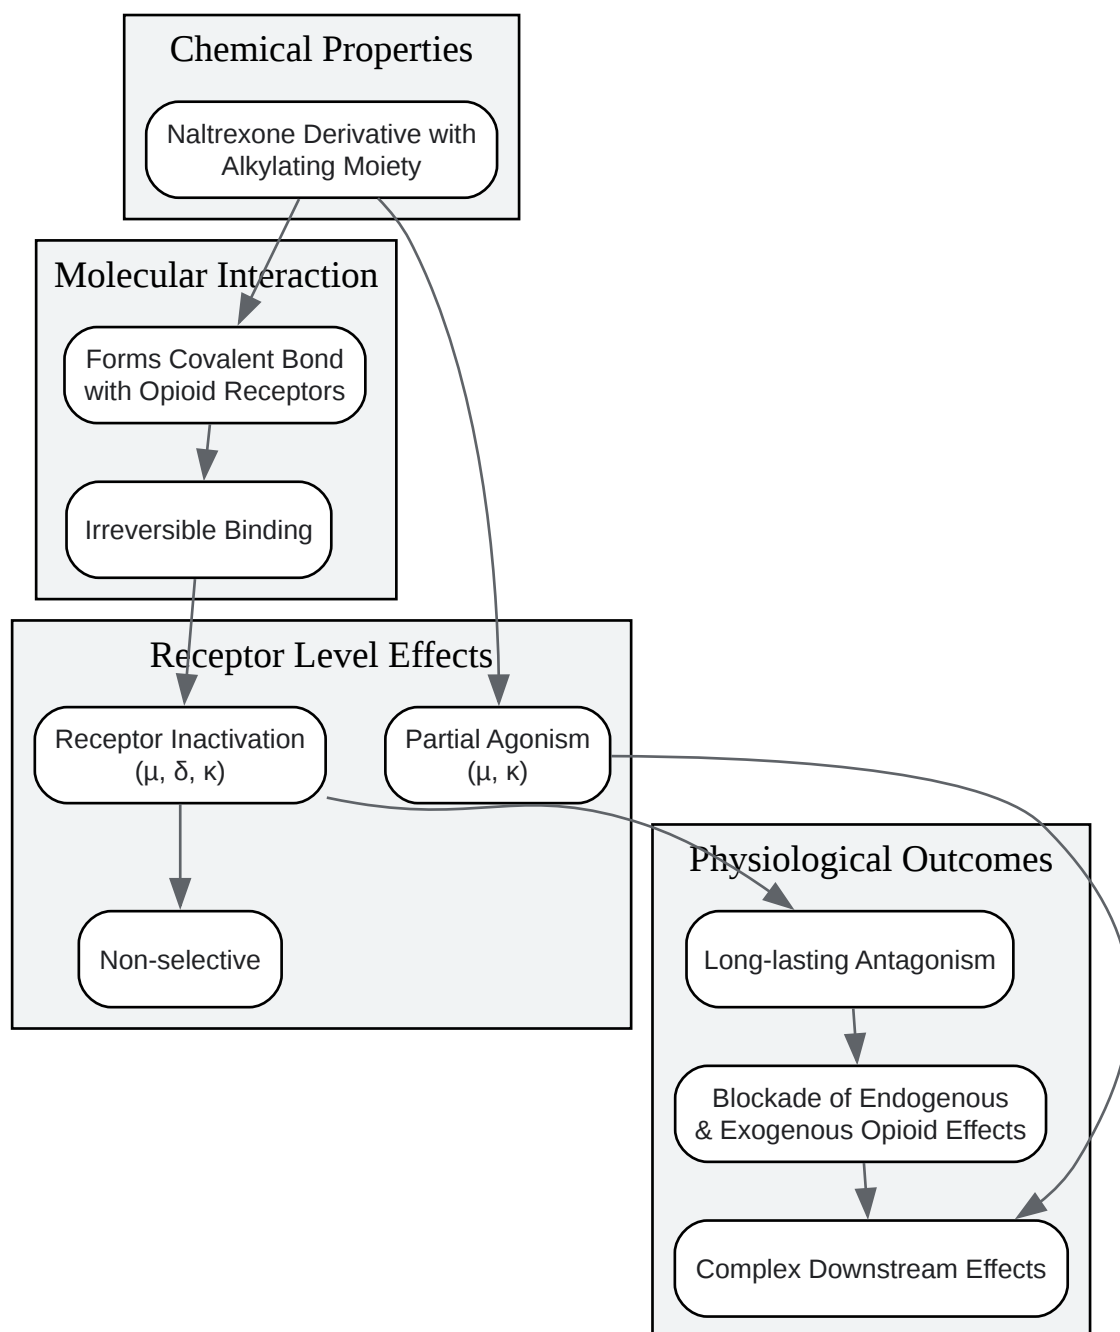 Chemical Properties
Naltrexone Derivative with
Alkylating Moiety
Molecular Interaction
Forms Covalent Bond
with Opioid Receptors
Irreversible Binding
Receptor Level Effects
Receptor Inactivation
(μ, δ, κ)
Partial Agonism
(μ, κ)
Non-selective
Physiological Outcomes
Long-lasting Antagonism
Blockade of Endogenous
& Exogenous Opioid Effects
Complex Downstream Effects